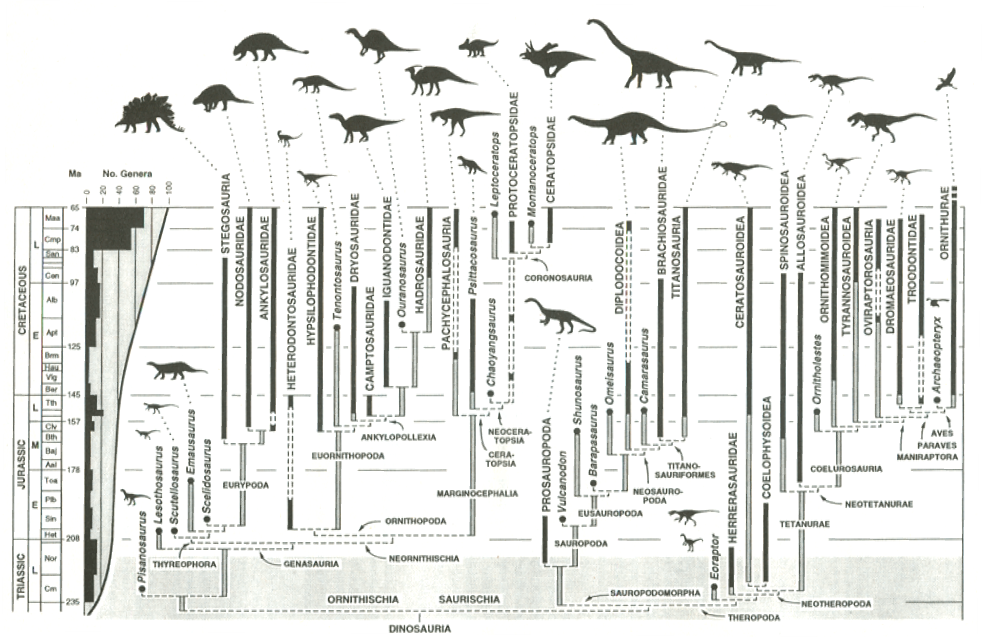 Ma
No. Genera
0 20 40 60 80 100
65
74
83
97
125
145
157
178
208
235
CRETACEOUS
L
E
JURASSIC
L
M
E
TRIASSIC
L
Maa
Cmp
San
Cen
Alb
Apt
Brm
Hau
Vlg
Ber
Tth
Clv
Bth
Baj
Aal
Toa
Plb
Sin
Het
Nor
Crn
Pisanosaurus
Lesothosaurus
Scutellosaurus
Emausaurus
Scelidosaurus
STEGOSAURIA
NODOSAURIDAE
ANKYLOSAURIDAE
HETERODONTOSAURIDAE
HYPSILOPHODONTIDAE
Tenontosaurus
DRYOSAURIDAE
CAMPTOSAURIDAE
IGUANODONTIDAE
Ouranosaurus
HADROSAURIDAE
PACHYCEPHALOSAURIA
Psittacosaurus
Chaoyangsaurus
Leptoceratops
PROTOCERATOPSIDAE
Montanoceratops
CERATOPSIDAE
PROSAUROPODA
Vulcanodon
Shunosaurus
Barapasaurus
Omeisaurus
DIPLODOCOIDEA
Camarasaurus
BRACHIOSAURIDAE
TITANOSAURIA
Eoraptor
HERRERASAURIDAE
CERATOSAUROIDEA
COELOPHYSOIDEA
SPINOSAUROIDEA
ALLOSAUROIDEA
Ornitholestes
ORNITHOMIMOIDEA
TYRANNOSAUROIDEA
OVIRAPTOROSAURIA
DROMAEOSAURIDAE
TROODONTIDAE
Archaeopteryx
ORNITHURAE
CORONOSAURIA
NEOCERA-
TOPSIA
CERA-
TOPSIA
ANKYLOPOLLEXIA
EUORNITHOPODA
EURYPODA
MARGINOCEPHALIA
ORNITHOPODA
NEORNITHISCHIA
GENASAURIA
THYREOPHORA
TITANO-
SAURIFORMES
NEOSAURO-
PODA
EUSAUROPODA
SAUROPODA
AVES
PARAVES
MANIRAPTORA
COELUROSAURIA
NEOTETANURAE
TETANURAE
NEOTHEROPODA
SAUROPODOMORPHA
THEROPODA
ORNITHISCHIA
SAURISCHIA
DINOSAURIA